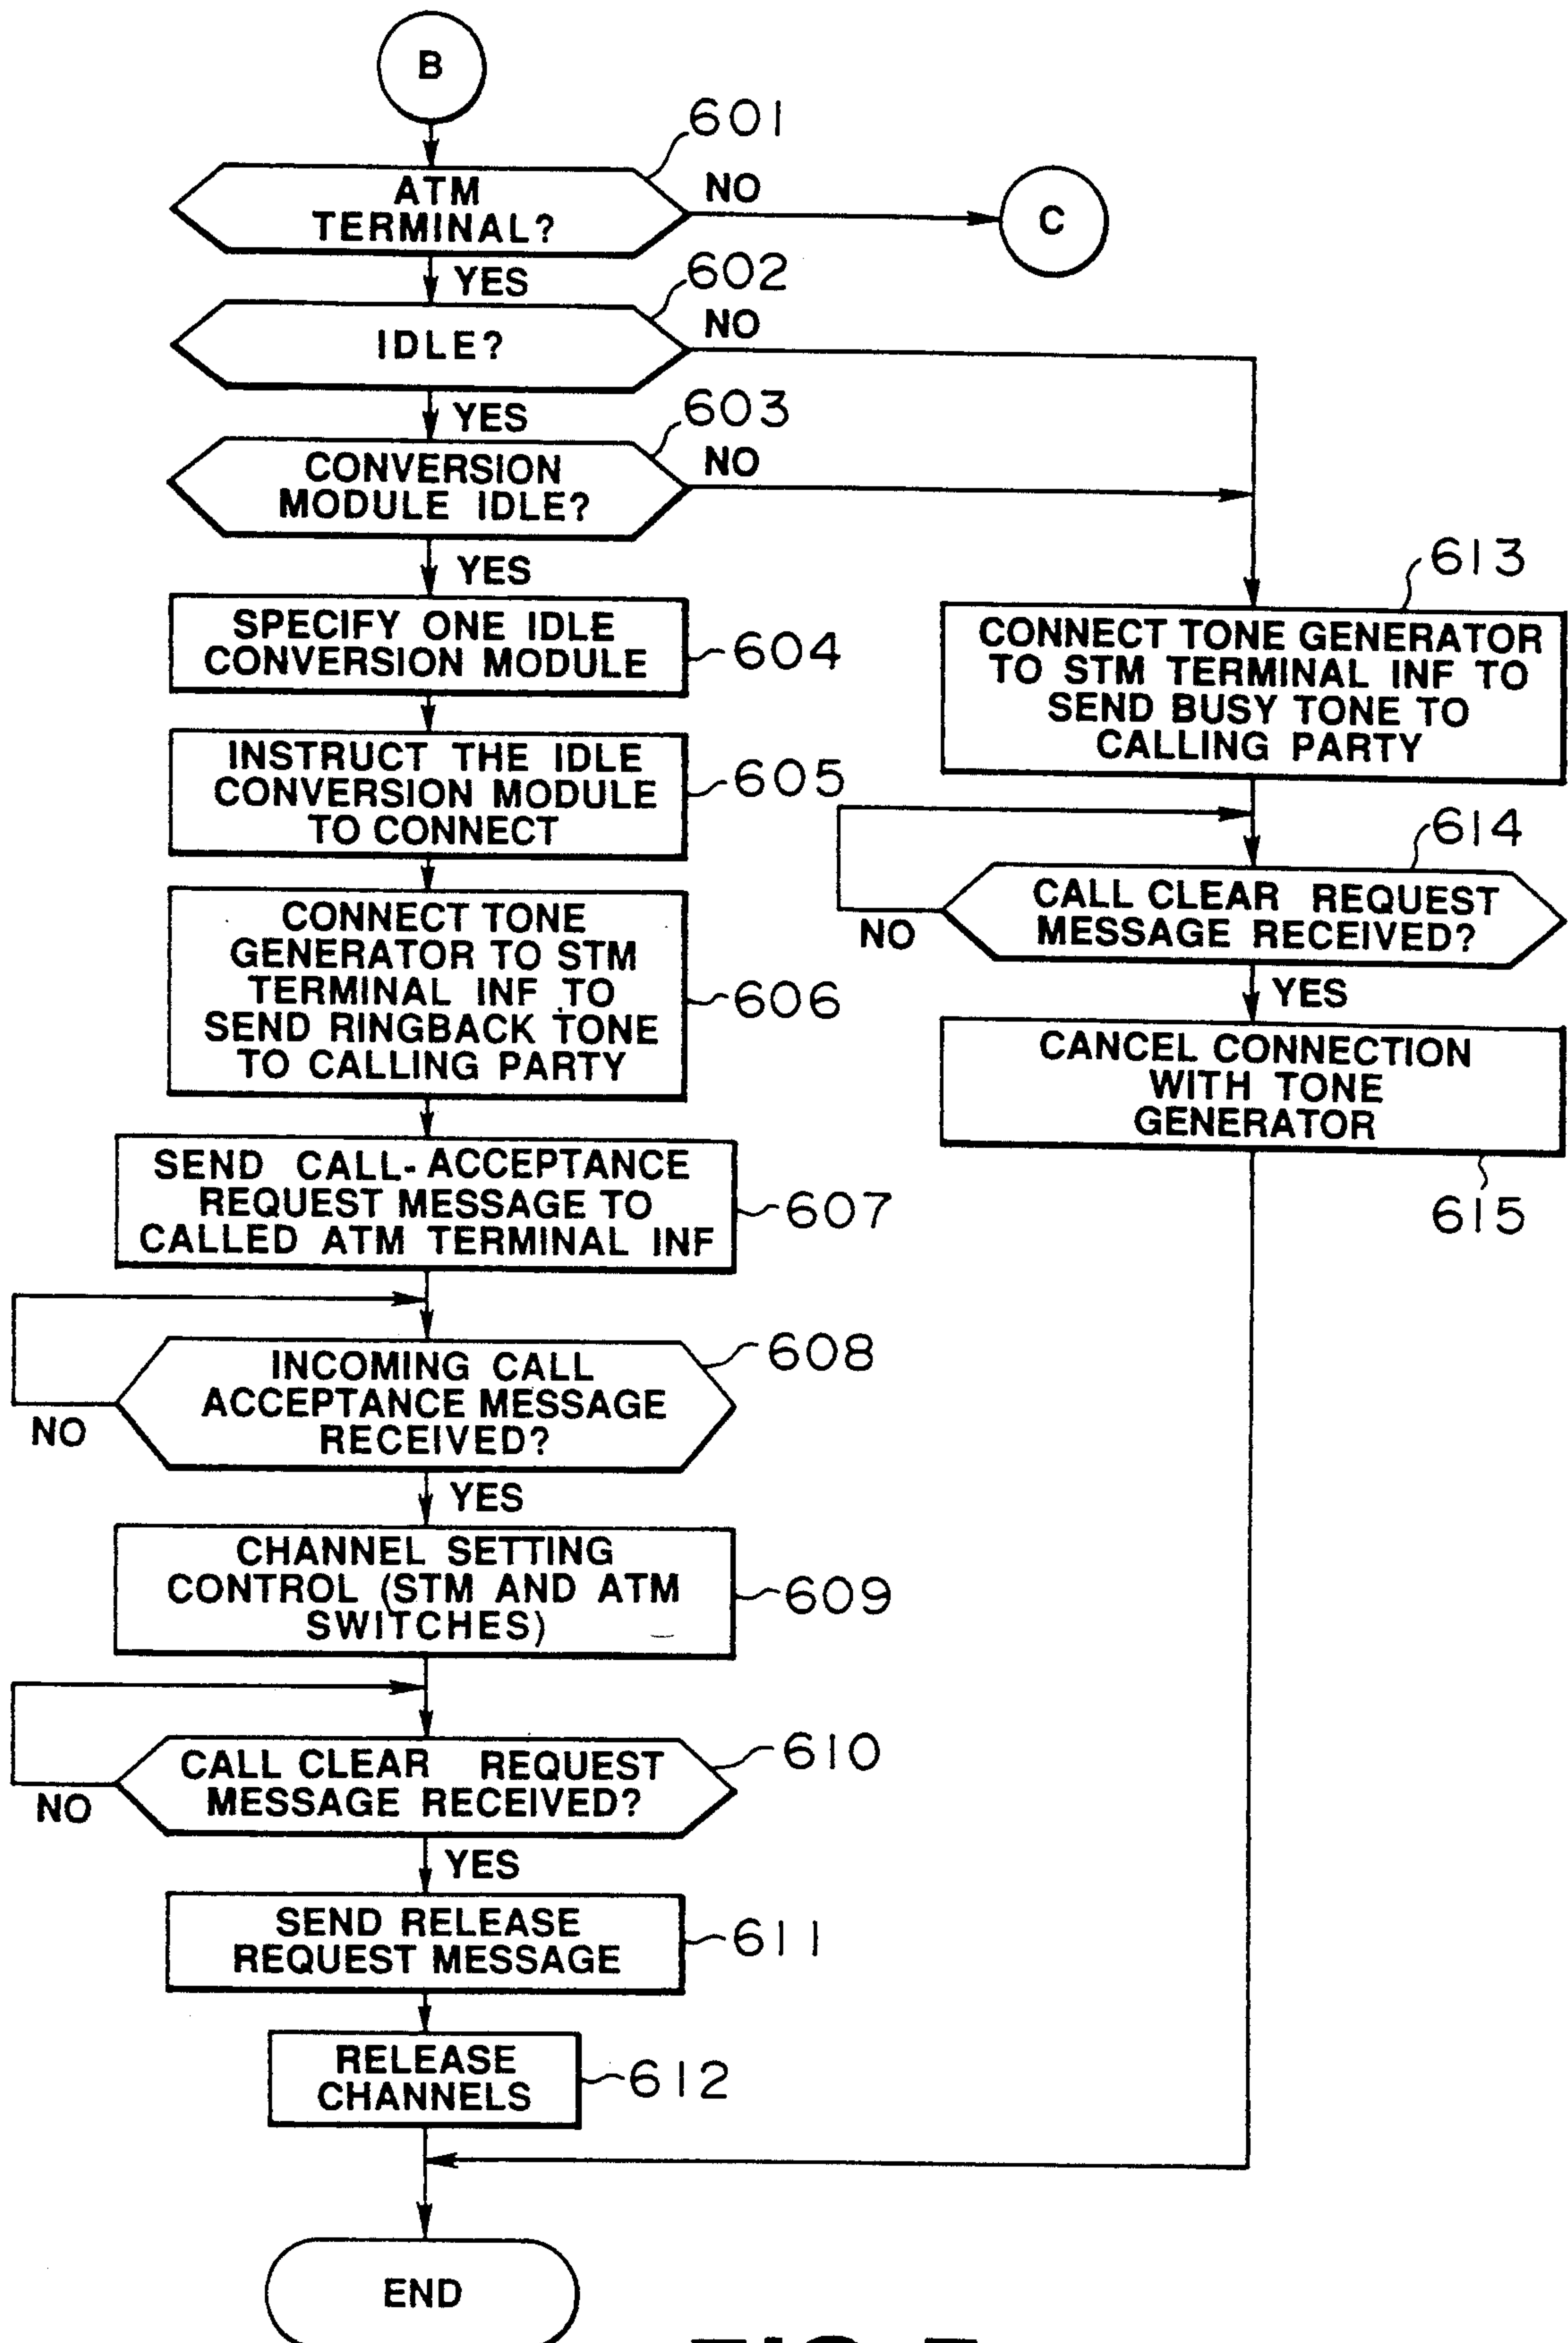 B
601
ATM
TERMINAL?
NO
C
YES
602
IDLE?
NO
YES
603
CONVERSION
MODULE IDLE?
NO
YES
SPECIFY ONE IDLE
CONVERSION MODULE
604
INSTRUCT THE IDLE
CONVERSION MODULE
TO CONNECT
605
CONNECT TONE
GENERATOR TO STM
TERMINAL INF TO
SEND RINGBACK TONE
TO CALLING PARTY
606
SEND CALL-ACCEPTANCE
REQUEST MESSAGE TO
CALLED ATM TERMINAL INF
607
INCOMING CALL
ACCEPTANCE MESSAGE
RECEIVED?
608
NO
YES
CHANNEL SETTING
CONTROL (STM AND ATM
SWITCHES)
609
CALL CLEAR REQUEST
MESSAGE RECEIVED?
610
NO
YES
SEND RELEASE
REQUEST MESSAGE
611
RELEASE
CHANNELS
612
END
613
CONNECT TONE GENERATOR
TO STM TERMINAL INF TO
SEND BUSY TONE TO
CALLING PARTY
614
CALL CLEAR REQUEST
MESSAGE RECEIVED?
NO
YES
CANCEL CONNECTION
WITH TONE
GENERATOR
615